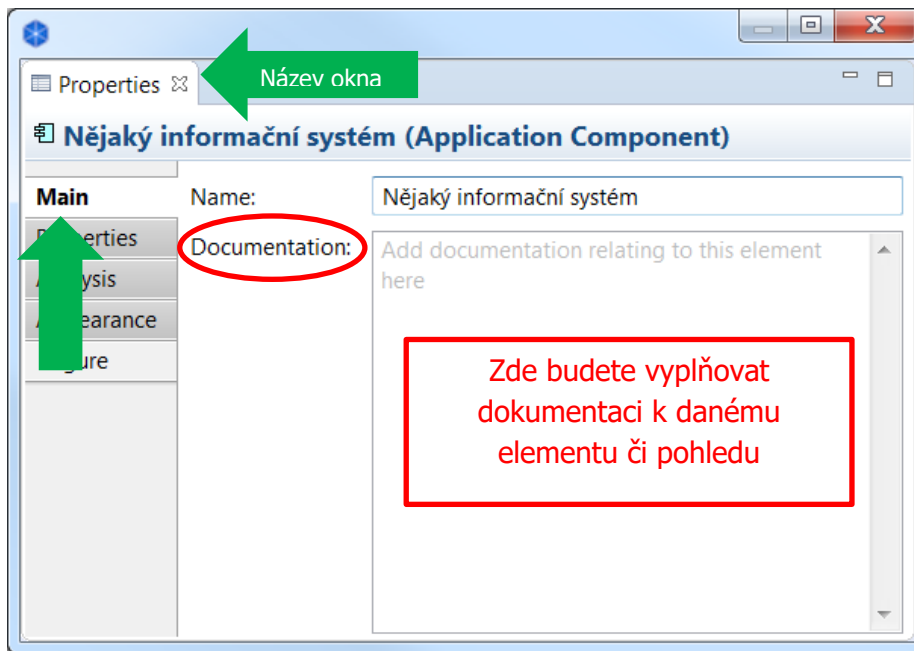 Properties
Název okna
Nějaký informační systém (Application Component)
Main
Name:
Nějaký informační systém
Documentation:
Add documentation relating to this element
here
Zde budete vyplňovat
dokumentaci k danému
elementu či pohledu